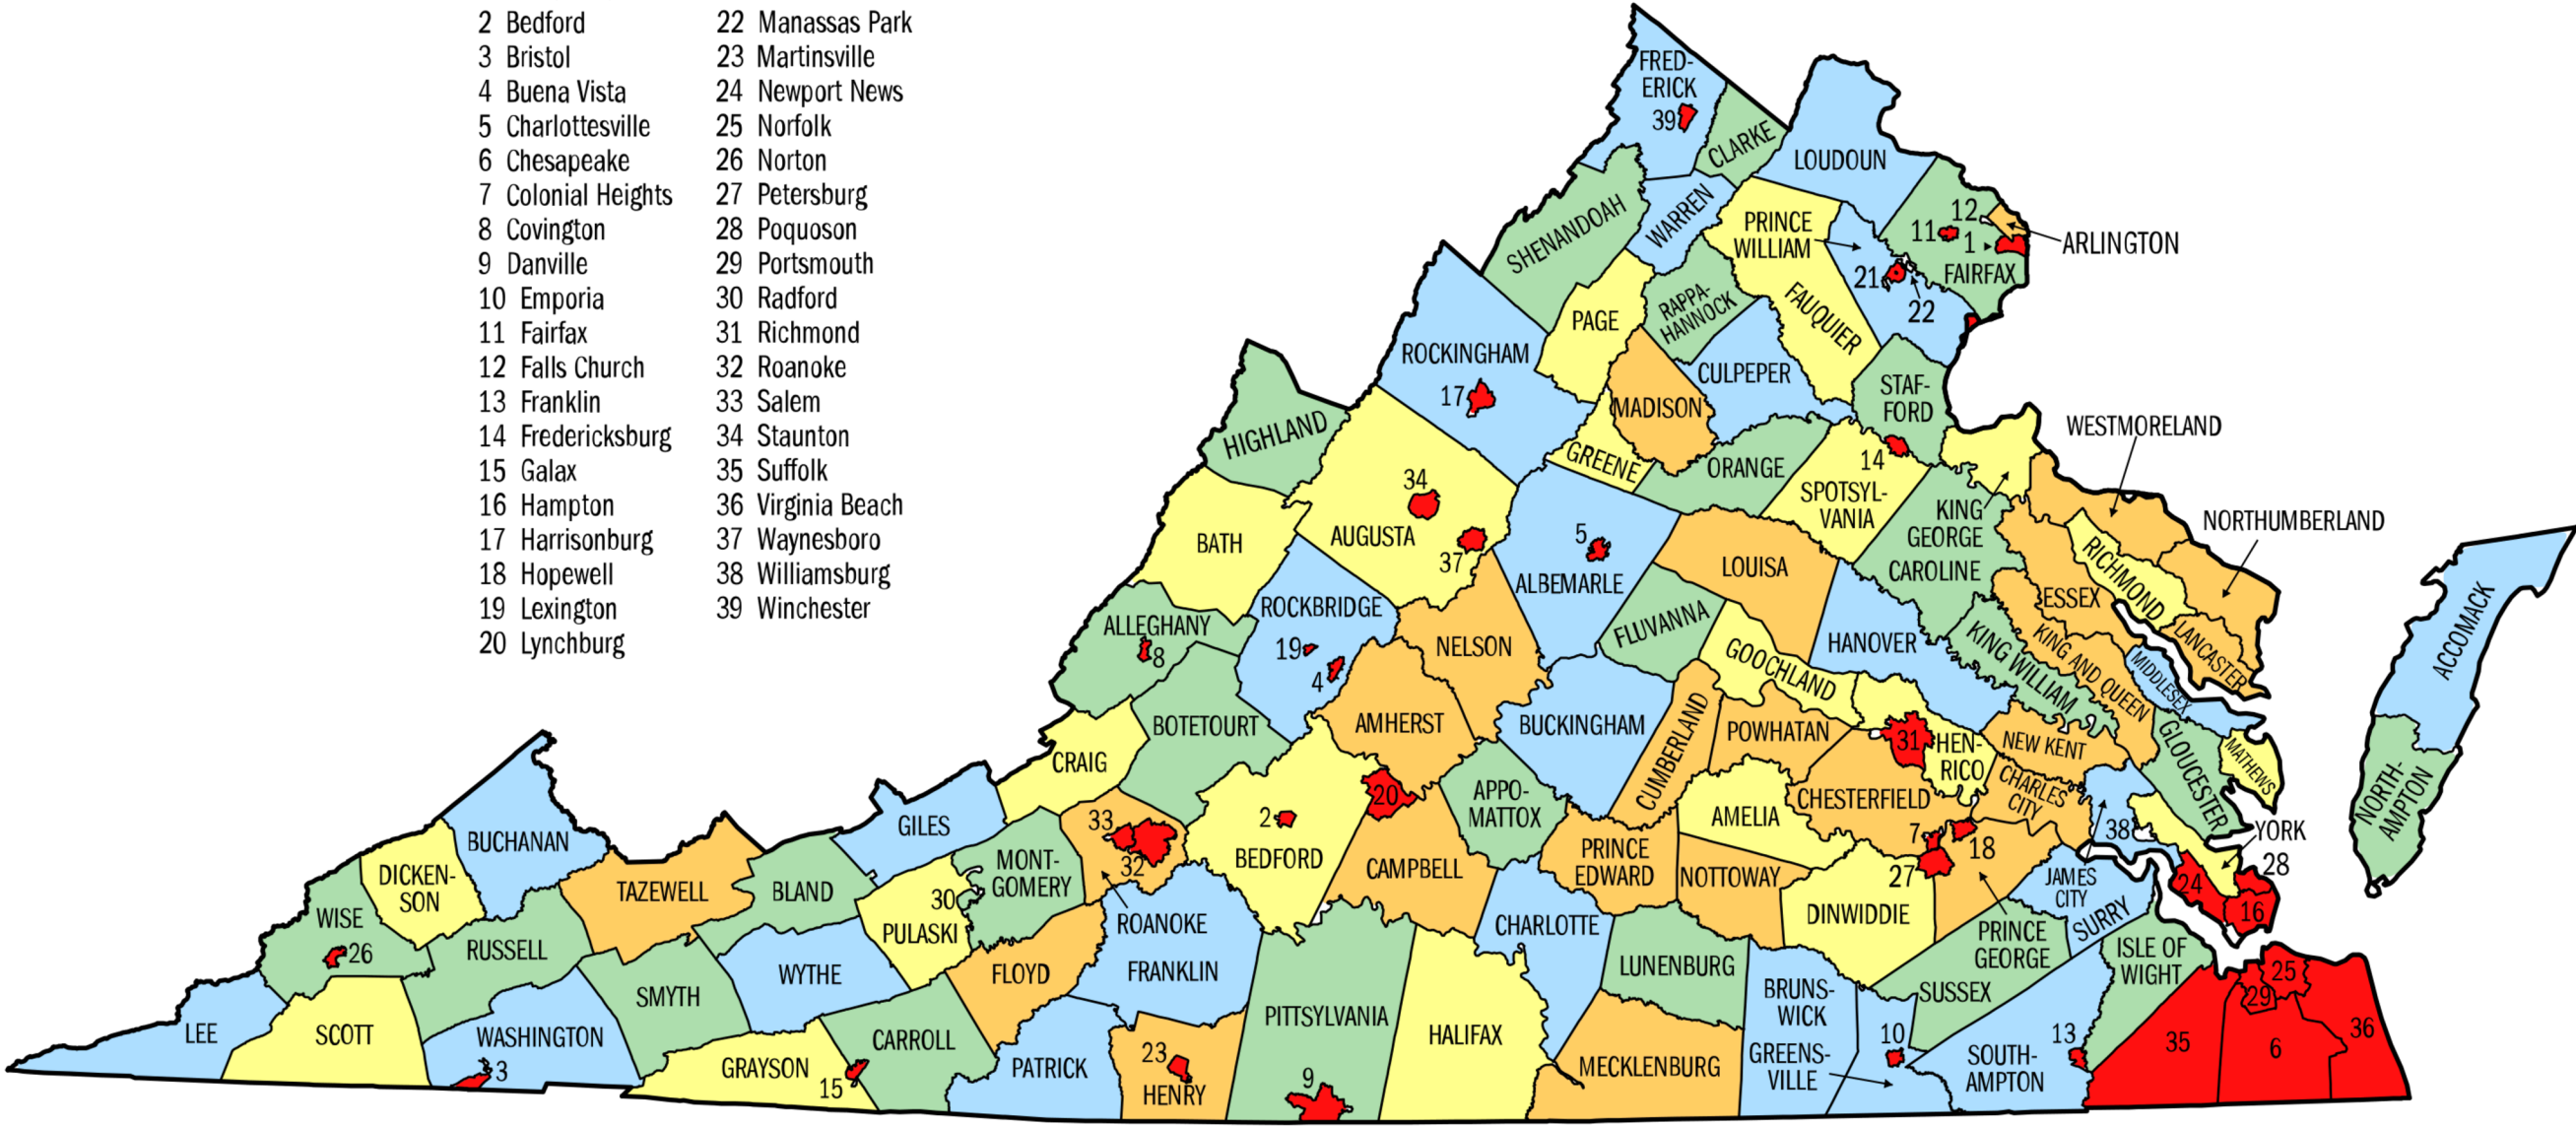 2 Bedford
3 Bristol
4 Buena Vista
5 Charlottesville
6 Chesapeake
7 Colonial Heights
8 Covington
9 Danville
10 Emporia
11 Fairfax
12 Falls Church
13 Franklin
14 Fredericksburg
15 Galax
16 Hampton
17 Harrisonburg
18 Hopewell
19 Lexington
20 Lynchburg
22 Manassas Park
23 Martinsville
24 Newport News
25 Norfolk
26 Norton
27 Petersburg
28 Poquoson
29 Portsmouth
30 Radford
31 Richmond
32 Roanoke
33 Salem
34 Staunton
35 Suffolk
36 Virginia Beach
37 Waynesboro
38 Williamsburg
39 Winchester
FRED-
ERICK
39
CLARKE
LOUDOUN
SHENANDOAH
WARREN
PRINCE
WILLIAM
12
11
1
ARLINGTON
FAIRFAX
21
22
FAUQUIER
RAPPA-
HANNOCK
PAGE
ROCKINGHAM
17
CULPEPER
MADISON
STAF-
FORD
HIGHLAND
GREENE
ORANGE
14
WESTMORELAND
SPOTSYL-
VANIA
KING
GEORGE
NORTHUMBERLAND
34
AUGUSTA
37
BATH
5
ALBEMARLE
LOUISA
CAROLINE
RICHMOND
ESSEX
ACCOMACK
ROCKBRIDGE
19
4
ALLEGHANY
8
NELSON
FLUVANNA
GOOCHLAND
HANOVER
KING WILLIAM
KING AND QUEEN
LANCASTER
MIDDLESEX
BOTETOURT
AMHERST
BUCKINGHAM
CUMBERLAND
POWHATAN
31
HEN-
RICO
NEW KENT
GLOUCESTER
MATHEWS
CRAIG
CHARLES
CITY
NORTH-
AMPTON
BUCHANAN
GILES
33
32
2
BEDFORD
20
APPO-
MATTOX
AMELIA
CHESTERFIELD
7
18
38
YORK
28
DICKEN-
SON
TAZEWELL
BLAND
MONT-
GOMERY
30
PULASKI
ROANOKE
CAMPBELL
PRINCE
EDWARD
NOTTOWAY
27
DINWIDDIE
JAMES
CITY
24
16
WISE
26
RUSSELL
CHARLOTTE
PRINCE
GEORGE
SURRY
ISLE OF
WIGHT
SMYTH
WYTHE
FLOYD
FRANKLIN
LUNENBURG
SUSSEX
25
29
LEE
SCOTT
WASHINGTON
3
GRAYSON
15
CARROLL
PATRICK
23
HENRY
PITTSYLVANIA
9
HALIFAX
MECKLENBURG
BRUNS-
WICK
GREENS-
VILLE
10
SOUTH-
AMPTON
13
35
6
36